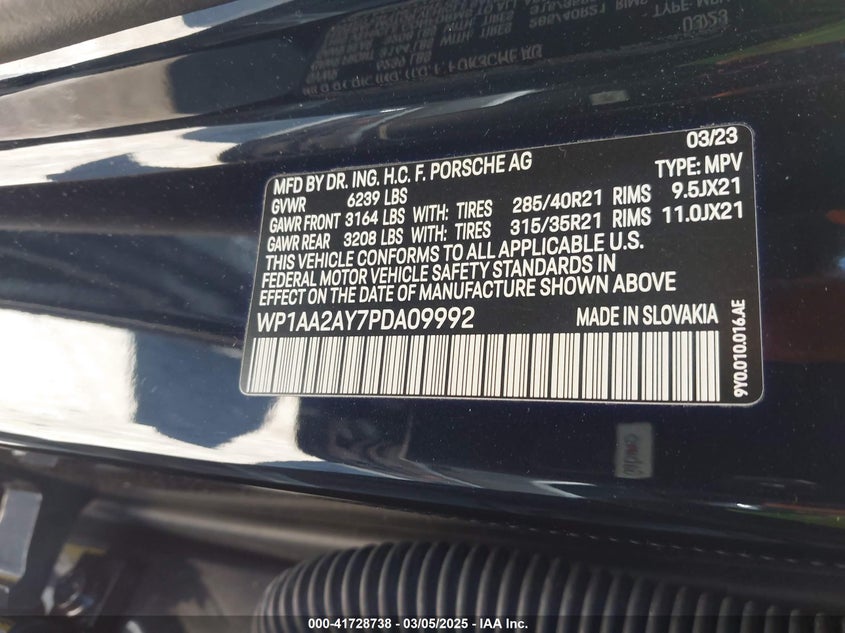 03/23
MFD BY DR. ING. H.C. F. PORSCHE AG TYPE: MPV
GVWR 6239 LBS
GAWR FRONT 3164 LBS WITH: TIRES 285/40R21 RIMS 9.5JX21
GAWR REAR 3208 LBS WITH: TIRES 315/35R21 RIMS 11.0JX21
THIS VEHICLE CONFORMS TO ALL APPLICABLE U.S.
FEDERAL MOTOR VEHICLE SAFETY STANDARDS IN
EFFECT ON THE DATE OF MANUFACTURE SHOWN ABOVE
WP1AA2AY7PDA09992 MADE IN SLOVAKIA
9Y0.010.016.AE
000-41728738 - 03/05/2025 - IAA Inc.